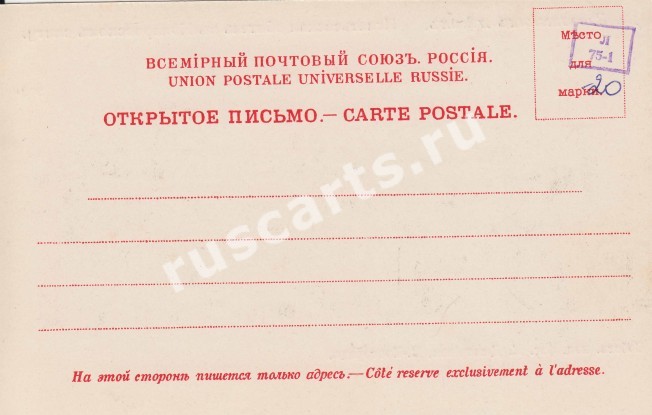 ВСЕМІРНЫЙ ПОЧТОВЫЙ СОЮЗЪ. РОССІЯ.
UNION POSTALE UNIVERSELLE RUSSIE.
ОТКРЫТОЕ ПИСЬМО.— CARTE POSTALE.
Мѣсто
для
марки.
Л
75-1
20
ruscarts.ru
На этой сторонѣ пишется только адресъ.—Côté reserve exclusivement à l'adresse.